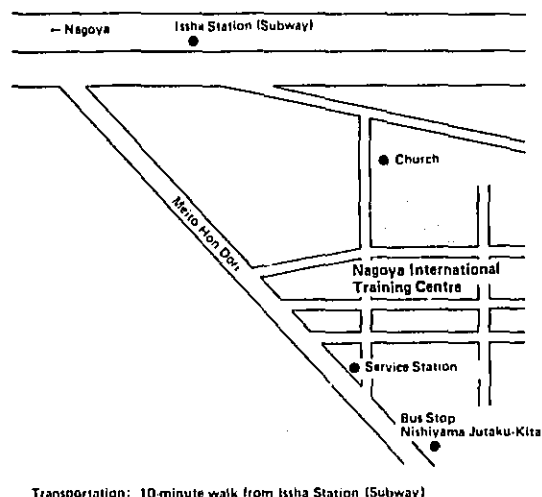 ← Nagoya
Issha Station (Subway)
Church
Meito Hon Dori
Nagoya International
Training Centre
Service Station
Bus Stop
Nishiyama Jutaku-Kita
Transportation: 10-minute walk from Issha Station (Subway)